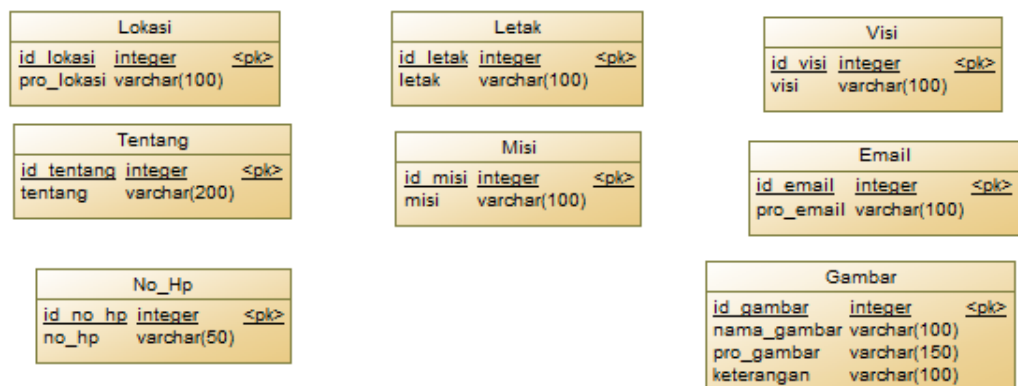 Lokasi
id_lokasi integer <pk>
pro_lokasi varchar(100)
Letak
id_letak integer <pk>
letak varchar(100)
Visi
id_visi integer <pk>
visi varchar(100)
Tentang
id_tentang integer <pk>
tentang varchar(200)
Misi
id_misi integer <pk>
misi varchar(100)
Email
id_email integer <pk>
pro_email varchar(100)
No_Hp
id_no_hp integer <pk>
no_hp varchar(50)
Gambar
id_gambar integer <pk>
nama_gambar varchar(100)
pro_gambar varchar(150)
keterangan varchar(100)